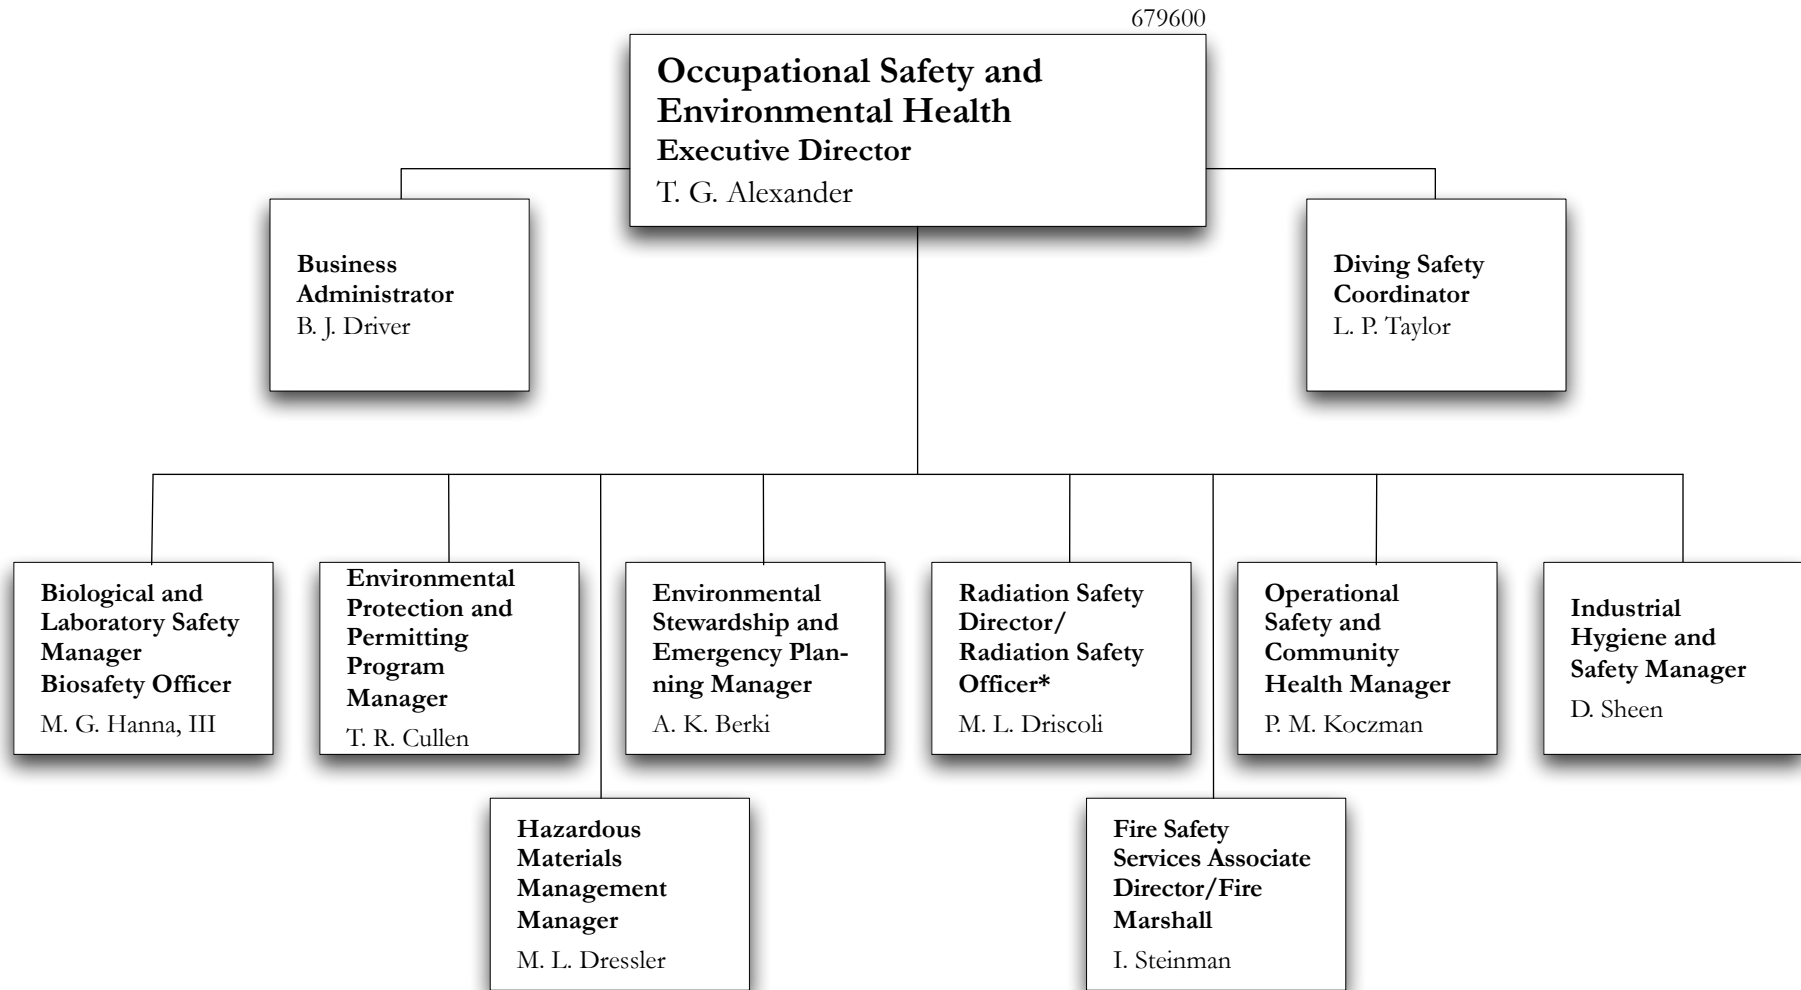 679600
Occupational Safety and
Environmental Health
Executive Director
T. G. Alexander
Business
Administrator
B. J. Driver
Diving Safety
Coordinator
L. P. Taylor
Biological and
Laboratory Safety
Manager
Biosafety Officer
M. G. Hanna, III
Environmental
Protection and
Permitting
Program
Manager
T. R. Cullen
Environmental
Stewardship and
Emergency Plan-
ning Manager
A. K. Berki
Radiation Safety
Director/
Radiation Safety
Officer*
M. L. Driscoli
Operational
Safety and
Community
Health Manager
P. M. Koczman
Industrial
Hygiene and
Safety Manager
D. Sheen
Hazardous
Materials
Management
Manager
M. L. Dressler
Fire Safety
Services Associate
Director/Fire
Marshall
I. Steinman